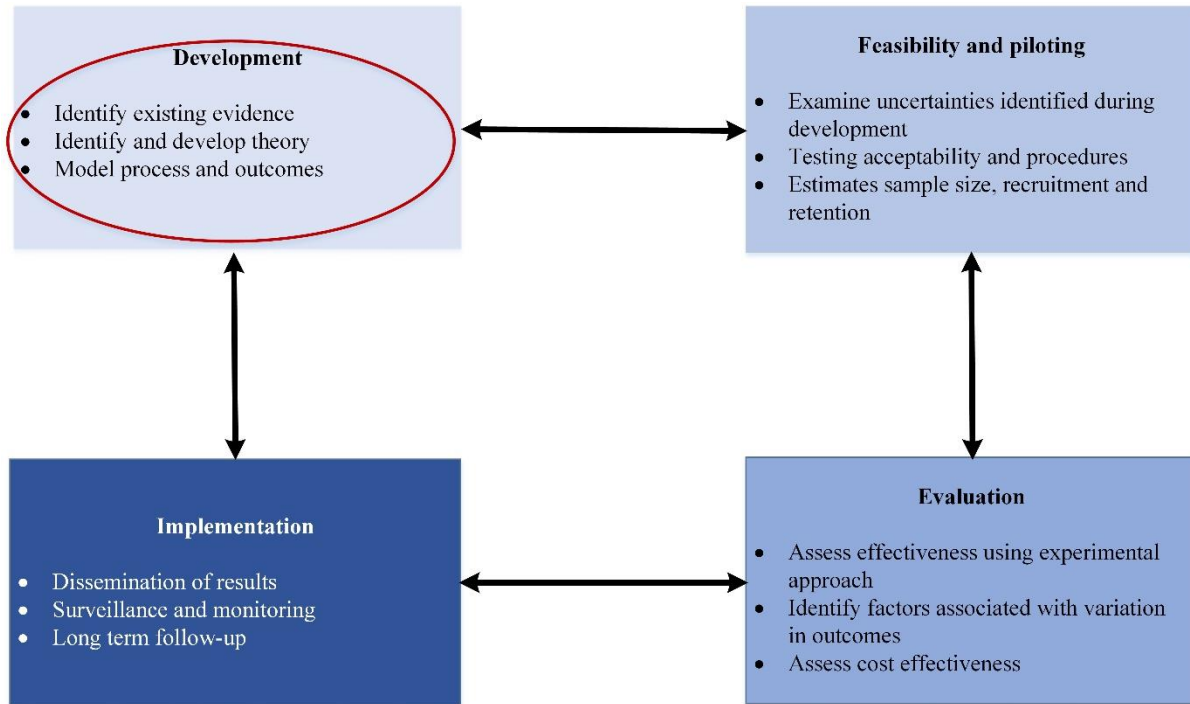 Development
• Identify existing evidence
• Identify and develop theory
• Model process and outcomes
Feasibility and piloting
• Examine uncertainties identified during
development
• Testing acceptability and procedures
• Estimates sample size, recruitment and
retention
Implementation
• Dissemination of results
• Surveillance and monitoring
• Long term follow-up
Evaluation
• Assess effectiveness using experimental
approach
• Identify factors associated with variation
in outcomes
• Assess cost effectiveness